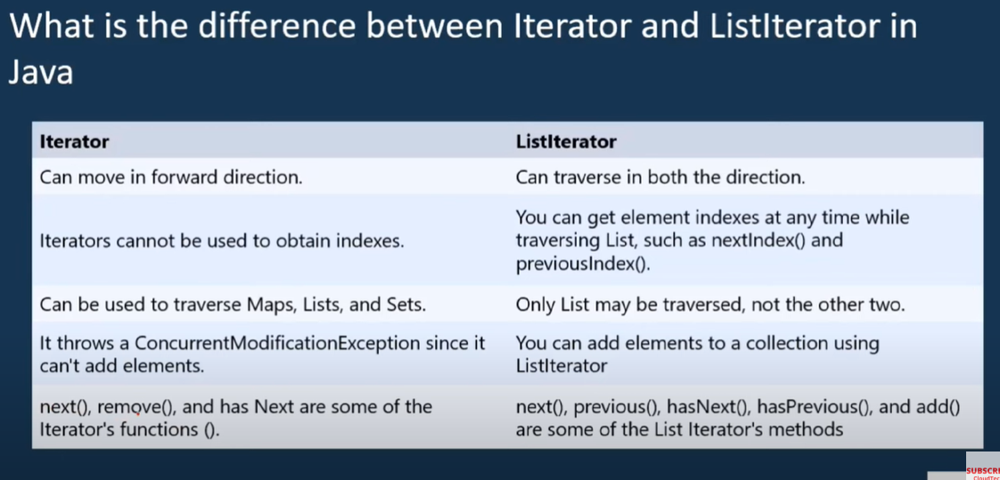 What is the difference between Iterator and ListIterator in
Java
Iterator
ListIterator
Can move in forward direction.
Can traverse in both the direction.
Iterators cannot be used to obtain indexes.
You can get element indexes at any time while
traversing List, such as nextIndex() and
previousIndex().
Can be used to traverse Maps, Lists, and Sets.
Only List may be traversed, not the other two.
It throws a ConcurrentModificationException since it
can't add elements.
You can add elements to a collection using
ListIterator
next(), remove(), and has Next are some of the
Iterator's functions ().
next(), previous(), hasNext(), hasPrevious(), and add()
are some of the List Iterator's methods